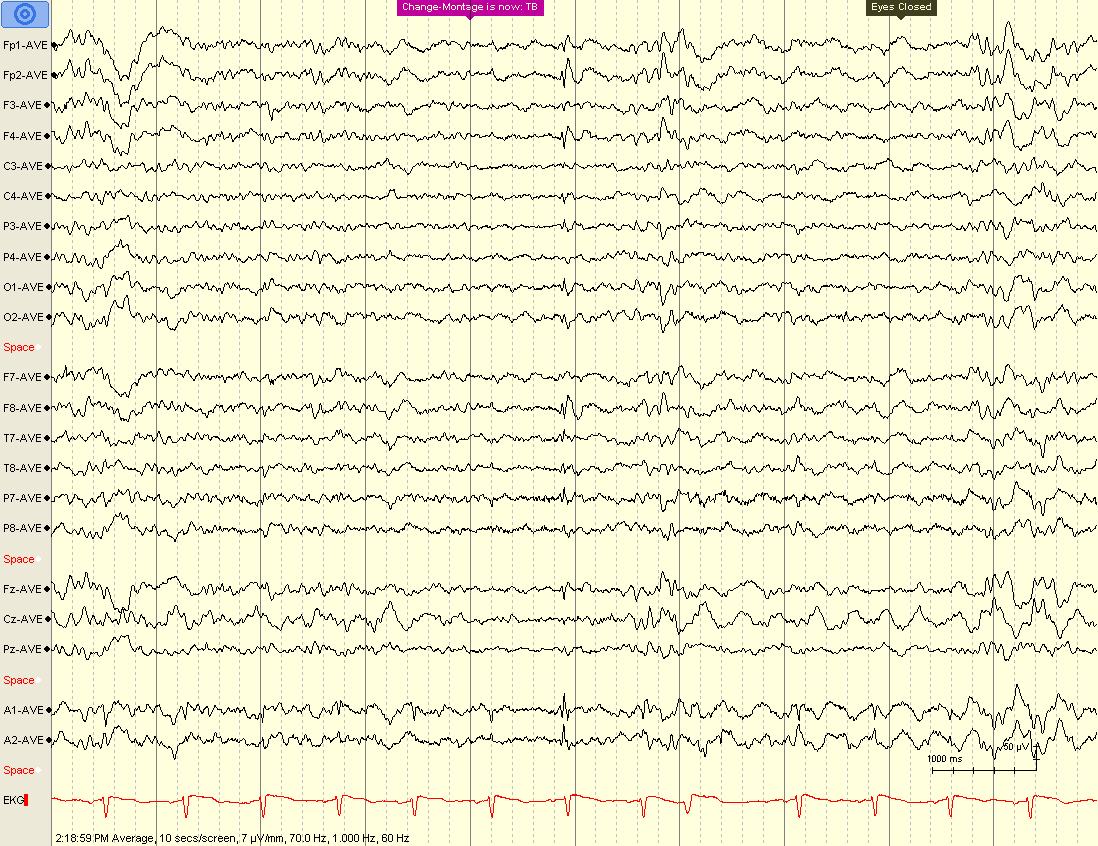 Change-Montage is now: TB
Eyes Closed
Fp1-AVE
Fp2-AVE
F3-AVE
F4-AVE
C3-AVE
C4-AVE
P3-AVE
P4-AVE
O1-AVE
O2-AVE
Space
F7-AVE
F8-AVE
T7-AVE
T8-AVE
P7-AVE
P8-AVE
Space
Fz-AVE
Cz-AVE
Pz-AVE
Space
A1-AVE
A2-AVE
50 µV
1000 ms
Space
EKG
2:18:59 PM Average, 10 secs/screen, 7 µV/mm, 70.0 Hz, 1.000 Hz, 60 Hz